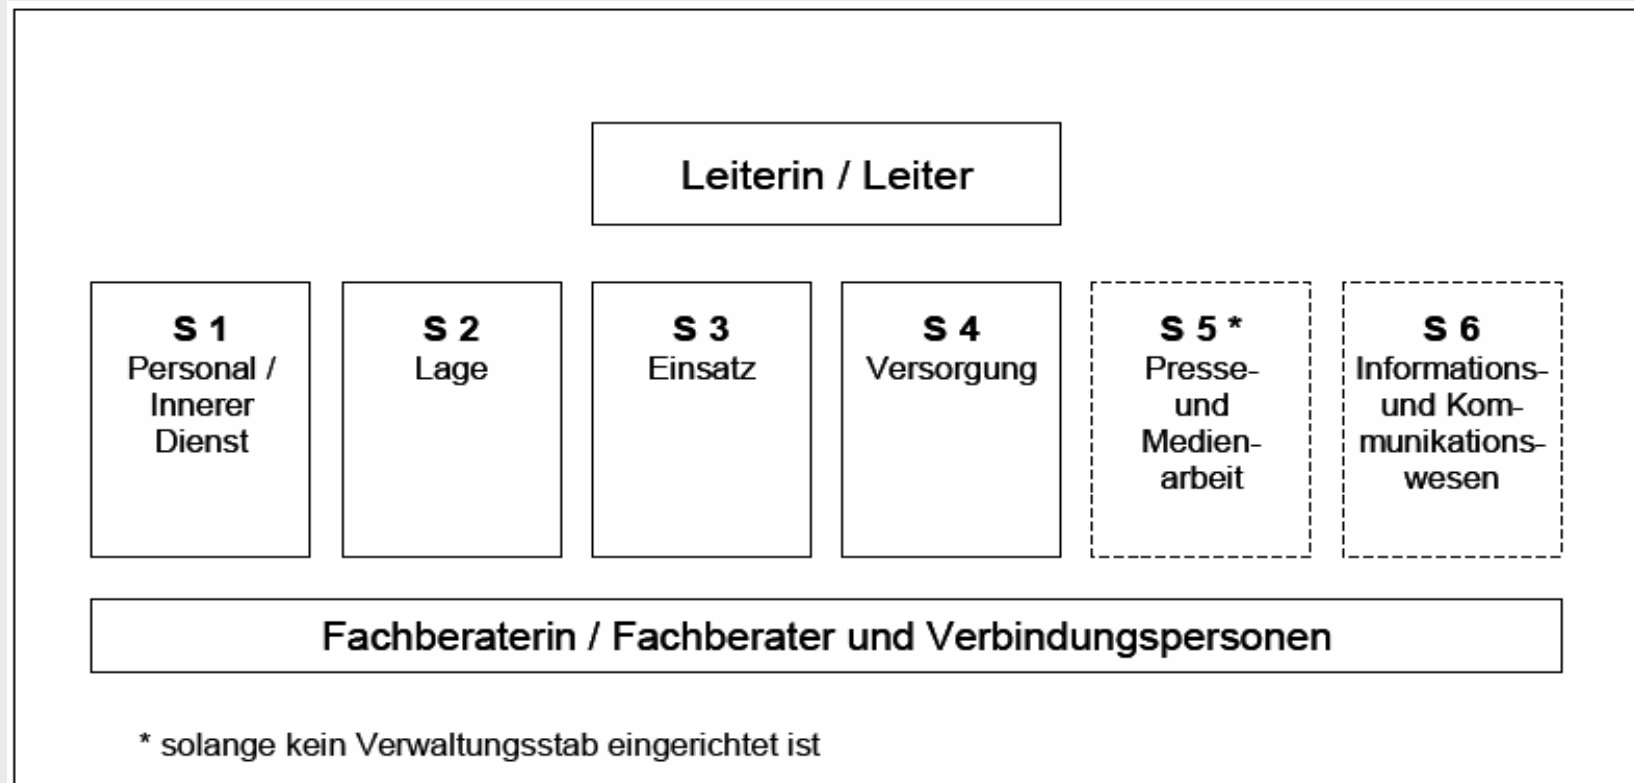 Leiterin / Leiter
S 1
Personal /
Innerer
Dienst
S 2
Lage
S 3
Einsatz
S 4
Versorgung
S 5 *
Presse-
und
Medien-
arbeit
S 6
Informations-
und Kom-
munikations-
wesen
Fachberaterin / Fachberater und Verbindungspersonen
* solange kein Verwaltungsstab eingerichtet ist